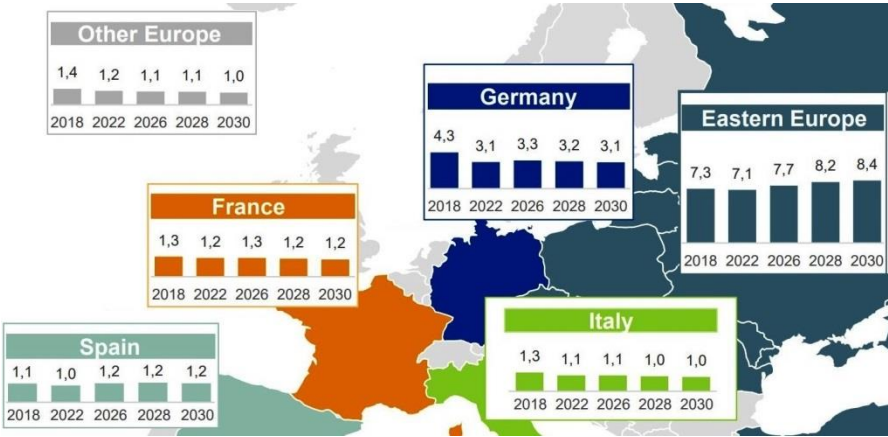 Other Europe
1,4 1,2 1,1 1,1 1,0
2018 2022 2026 2028 2030
Germany
4,3 3,1 3,3 3,2 3,1
2018 2022 2026 2028 2030
Eastern Europe
7,3 7,1 7,7 8,2 8,4
2018 2022 2026 2028 2030
France
1,3 1,2 1,3 1,2 1,2
2018 2022 2026 2028 2030
Italy
1,3 1,1 1,1 1,0 1,0
2018 2022 2026 2028 2030
Spain
1,1 1,0 1,2 1,2 1,2
2018 2022 2026 2028 2030